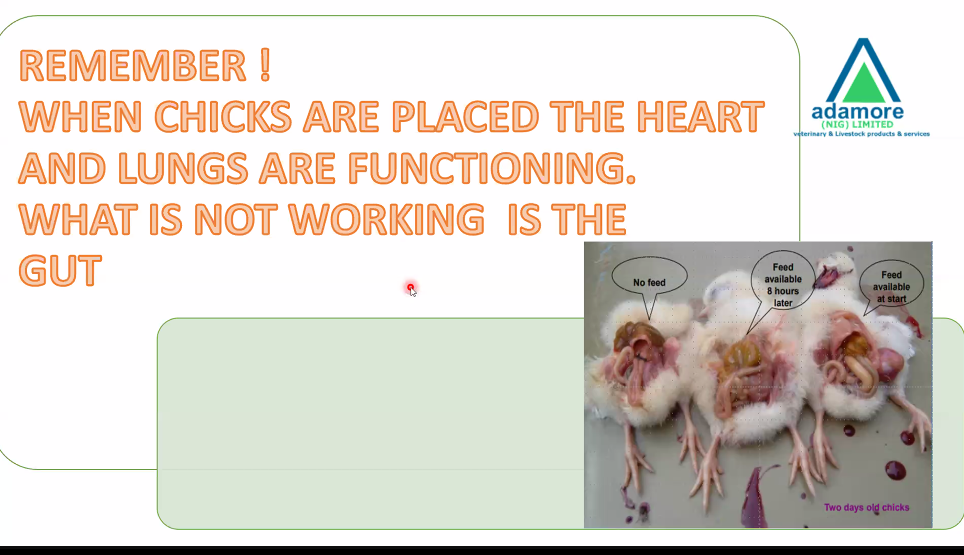 REMEMBER !
WHEN CHICKS ARE PLACED THE HEART
AND LUNGS ARE FUNCTIONING.
WHAT IS NOT WORKING IS THE
GUT
adamore
(NIG) LIMITED
veterinary & Livestock products & services
No feed
Feed
available
8 hours
later
Feed
available
at start
Two days old chicks